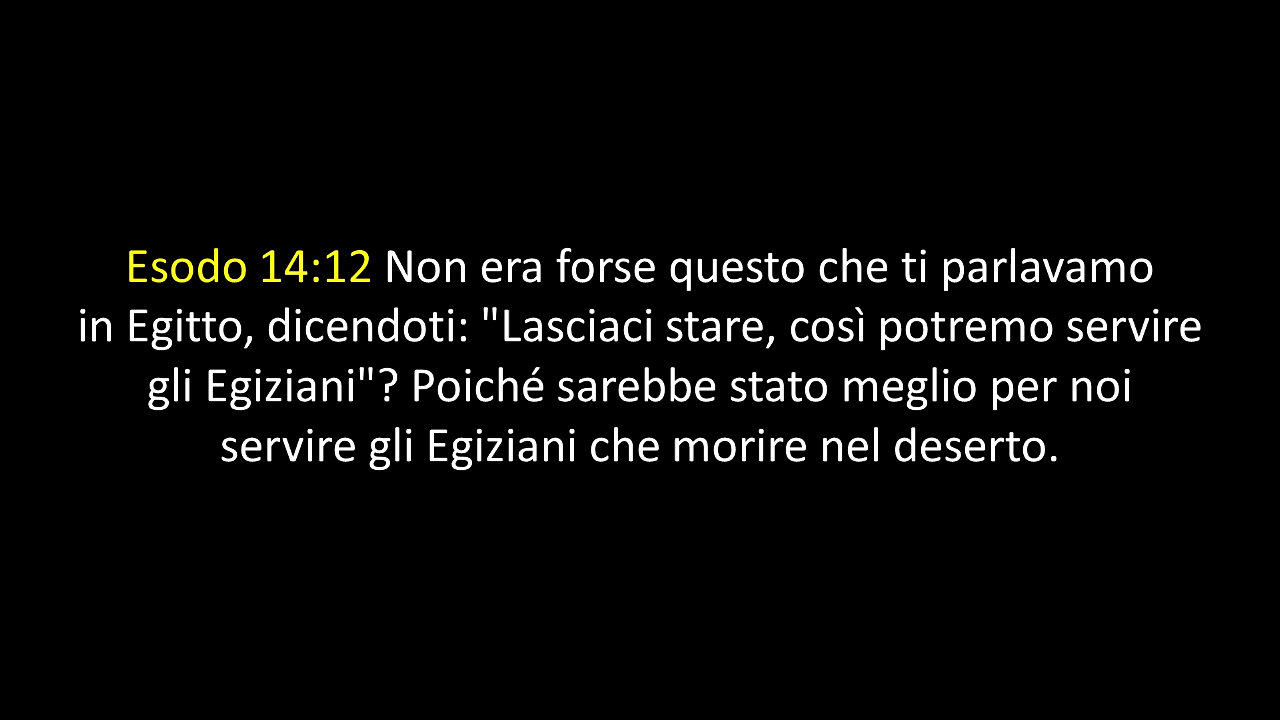 Esodo 14:12 Non era forse questo che ti parlavamo
in Egitto, dicendoti: "Lasciaci stare, così potremo servire
gli Egiziani"? Poiché sarebbe stato meglio per noi
servire gli Egiziani che morire nel deserto.